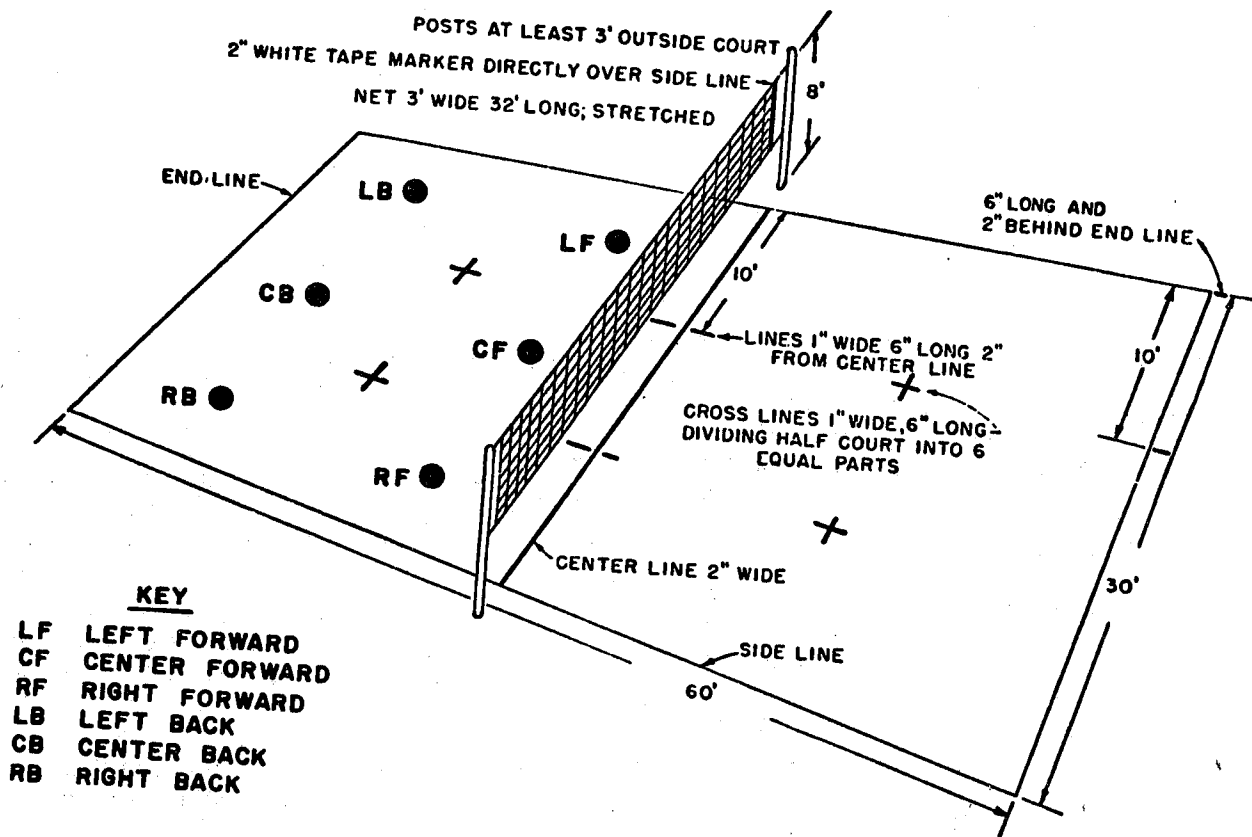 POSTS AT LEAST 3' OUTSIDE COURT
2" WHITE TAPE MARKER DIRECTLY OVER SIDE LINE
NET 3' WIDE 32' LONG; STRETCHED
8'
END LINE
LB
LF
CB
CF
RB
RF
6" LONG AND
2" BEHIND END LINE
10'
10'
LINES 1" WIDE 6" LONG 2"
FROM CENTER LINE
CROSS LINES 1" WIDE, 6" LONG
DIVIDING HALF COURT INTO 6
EQUAL PARTS
CENTER LINE 2" WIDE
30'
SIDE LINE
60'
KEY
LF LEFT FORWARD
CF CENTER FORWARD
RF RIGHT FORWARD
LB LEFT BACK
CB CENTER BACK
RB RIGHT BACK